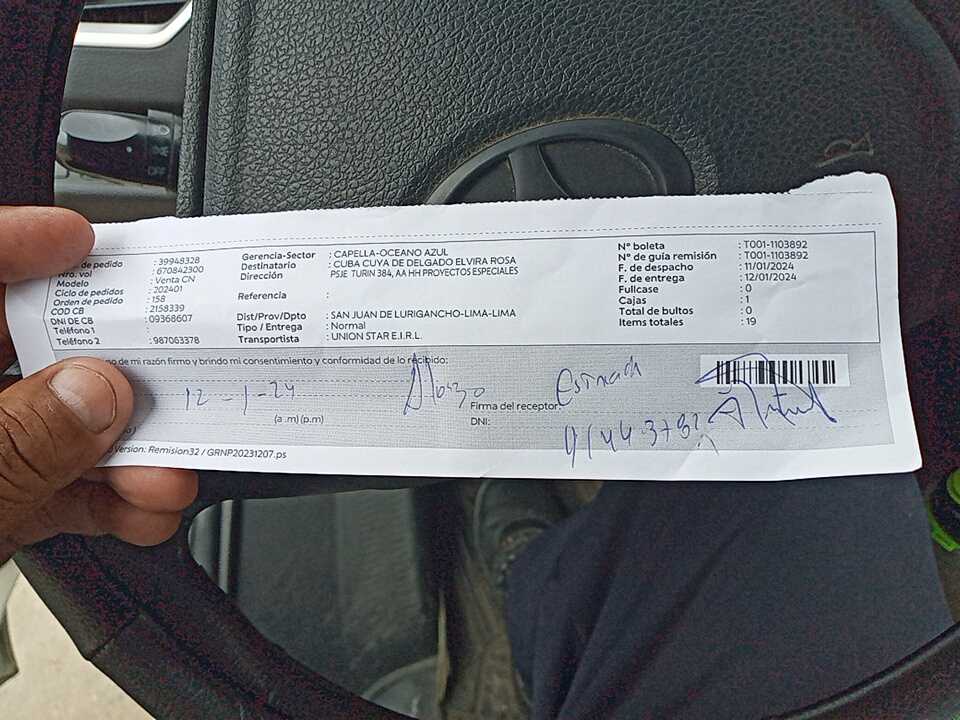 de pedido : 39948328
Nro. vol : 670842300
Modelo : Venta CN
Ciclo de pedidos : 202401
Orden de pedido : 158
COD CB : 2158339
DNI DE CB : 09368607
Teléfono 1 :
Teléfono 2 : 987063378
Gerencia-Sector : CAPELLA-OCEANO AZUL
Destinatario : CUBA CUYA DE DELGADO ELVIRA ROSA
Dirección PSJE TURIN 384, AA HH PROYECTOS ESPECIALES
Referencia :
Dist/Prov/Dpto : SAN JUAN DE LURIGANCHO-LIMA-LIMA
Tipo / Entrega : Normal
Transportista : UNION STAR E.I.R.L.
N° boleta : T001-1103892
N° de guía remisión : T001-1103892
F. de despacho : 11/01/2024
F. de entrega : 12/01/2024
Fullcase : 0
Cajas : 1
Total de bultos : 0
Items totales : 19
no de mi razón firmo y brindo mi consentimiento y conformidad de lo recibido:
12-1-24
(a .m) (p.m)
Firma del receptor:
DNI:
Version: Remision32 / GRNP20231207.ps
OFF